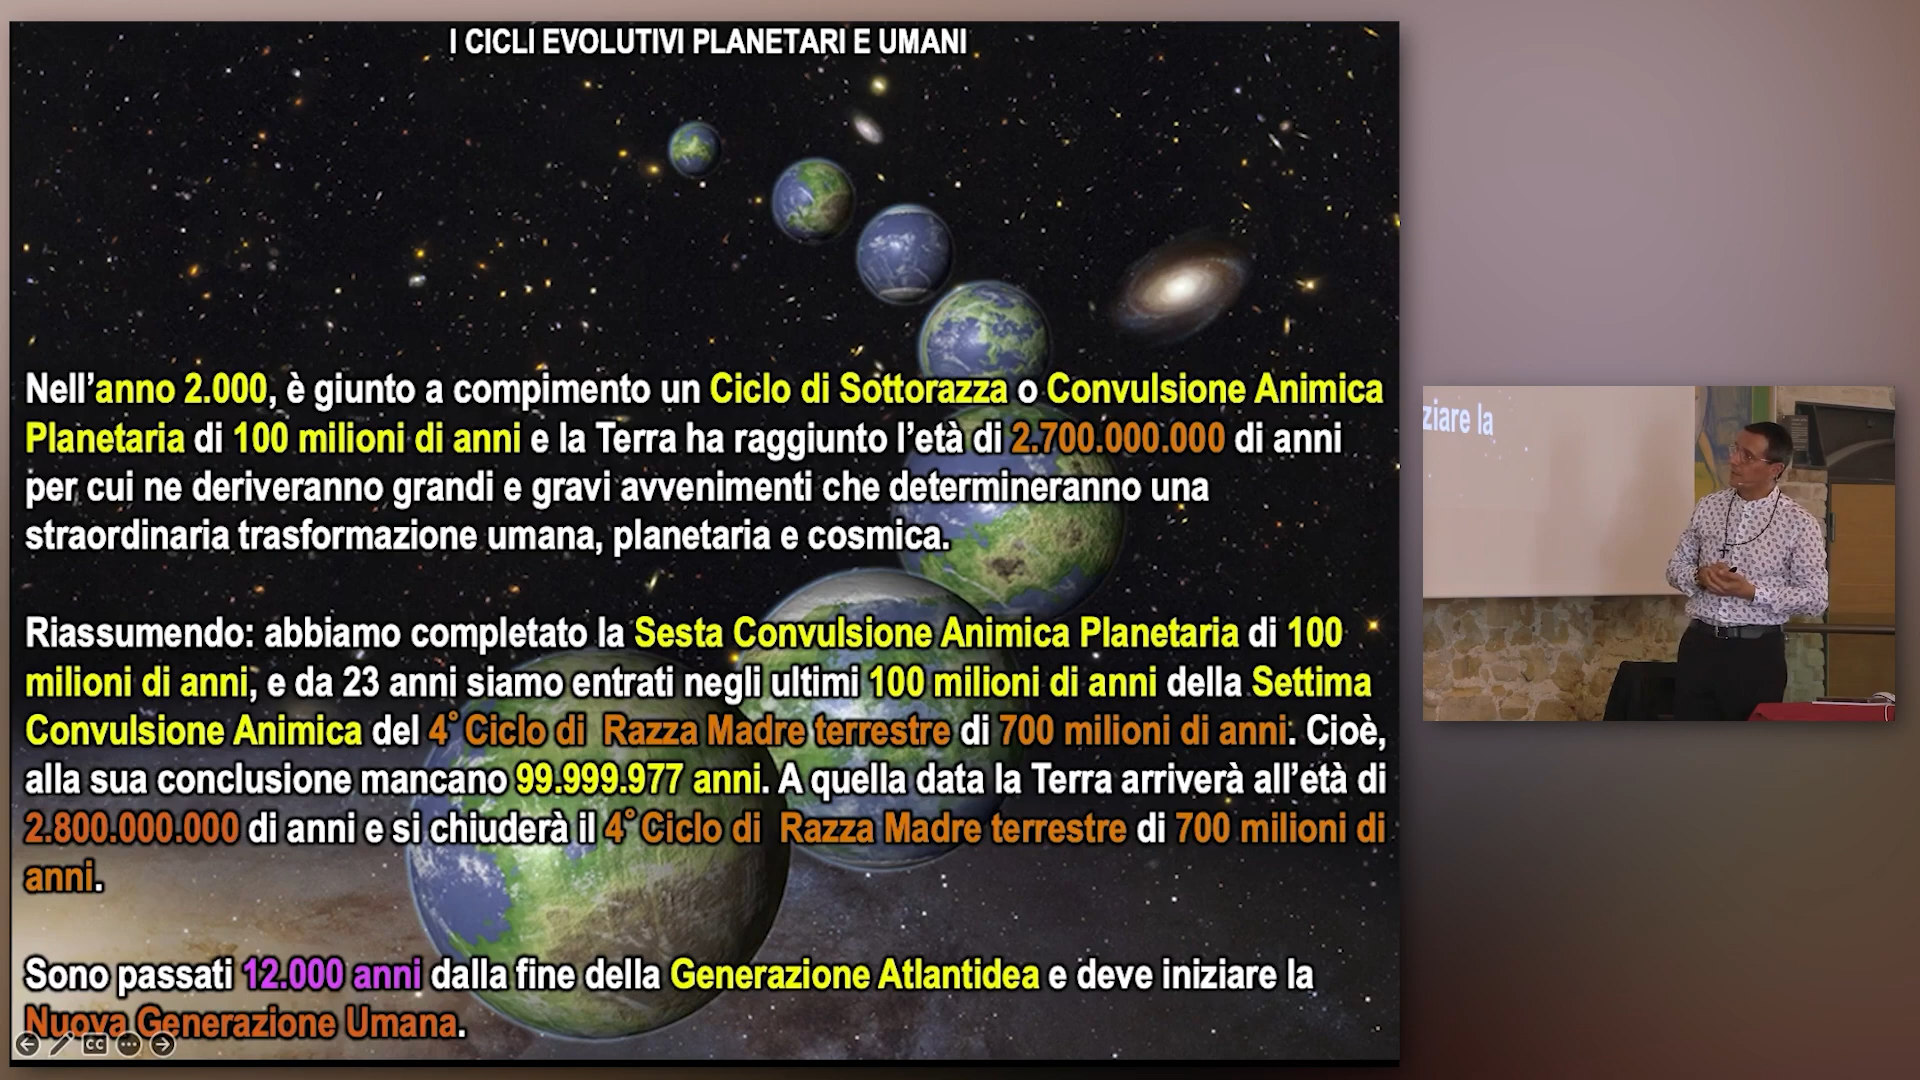 I CICLI EVOLUTIVI PLANETARI E UMANI
Nell’anno 2.000, è giunto a compimento un Ciclo di Sottorazza o Convulsione Animica
Planetaria di 100 milioni di anni e la Terra ha raggiunto l’età di 2.700.000.000 di anni
per cui ne deriveranno grandi e gravi avvenimenti che determineranno una
straordinaria trasformazione umana, planetaria e cosmica.
Riassumendo: abbiamo completato la Sesta Convulsione Animica Planetaria di 100
milioni di anni, e da 23 anni siamo entrati negli ultimi 100 milioni di anni della Settima
Convulsione Animica del 4° Ciclo di Razza Madre terrestre di 700 milioni di anni. Cioè,
alla sua conclusione mancano 99.999.977 anni. A quella data la Terra arriverà all’età di
2.800.000.000 di anni e si chiuderà il 4° Ciclo di Razza Madre terrestre di 700 milioni di
anni.
Sono passati 12.000 anni dalla fine della Generazione Atlantidea e deve iniziare la
Nuova Generazione Umana.
CC
ziare la